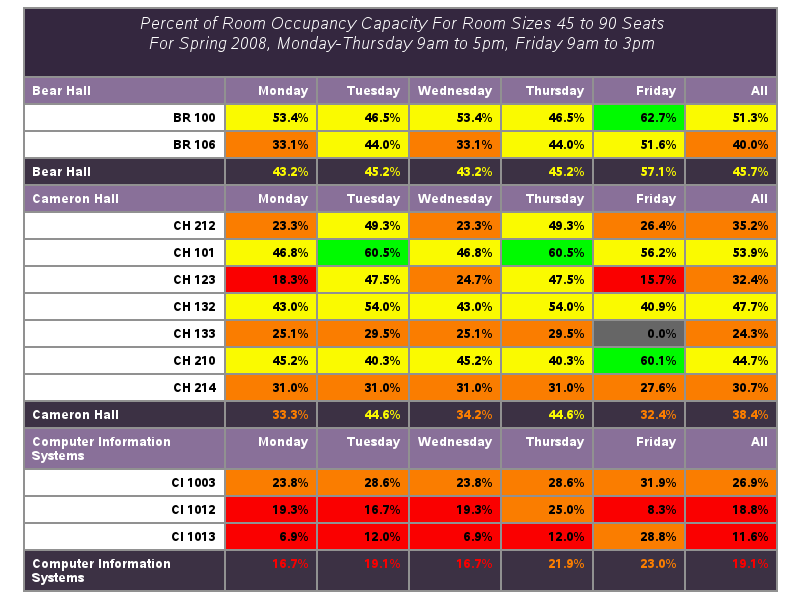 Percent of Room Occupancy Capacity For Room Sizes 45 to 90 Seats
For Spring 2008, Monday-Thursday 9am to 5pm, Friday 9am to 3pm
Bear Hall Monday Tuesday Wednesday Thursday Friday All
BR 100 53.4% 46.5% 53.4% 46.5% 62.7% 51.3%
BR 106 33.1% 44.0% 33.1% 44.0% 51.6% 40.0%
Bear Hall 43.2% 45.2% 43.2% 45.2% 57.1% 45.7%
Cameron Hall Monday Tuesday Wednesday Thursday Friday All
CH 212 23.3% 49.3% 23.3% 49.3% 26.4% 35.2%
CH 101 46.8% 60.5% 46.8% 60.5% 56.2% 53.9%
CH 123 18.3% 47.5% 24.7% 47.5% 15.7% 32.4%
CH 132 43.0% 54.0% 43.0% 54.0% 40.9% 47.7%
CH 133 25.1% 29.5% 25.1% 29.5% 0.0% 24.3%
CH 210 45.2% 40.3% 45.2% 40.3% 60.1% 44.7%
CH 214 31.0% 31.0% 31.0% 31.0% 27.6% 30.7%
Cameron Hall 33.3% 44.6% 34.2% 44.6% 32.4% 38.4%
Computer Information Monday Tuesday Wednesday Thursday Friday All
Systems
CI 1003 23.8% 28.6% 23.8% 28.6% 31.9% 26.9%
CI 1012 19.3% 16.7% 19.3% 25.0% 8.3% 18.8%
CI 1013 6.9% 12.0% 6.9% 12.0% 28.8% 11.6%
Computer Information 16.7% 19.1% 16.7% 21.9% 23.0% 19.1%
Systems